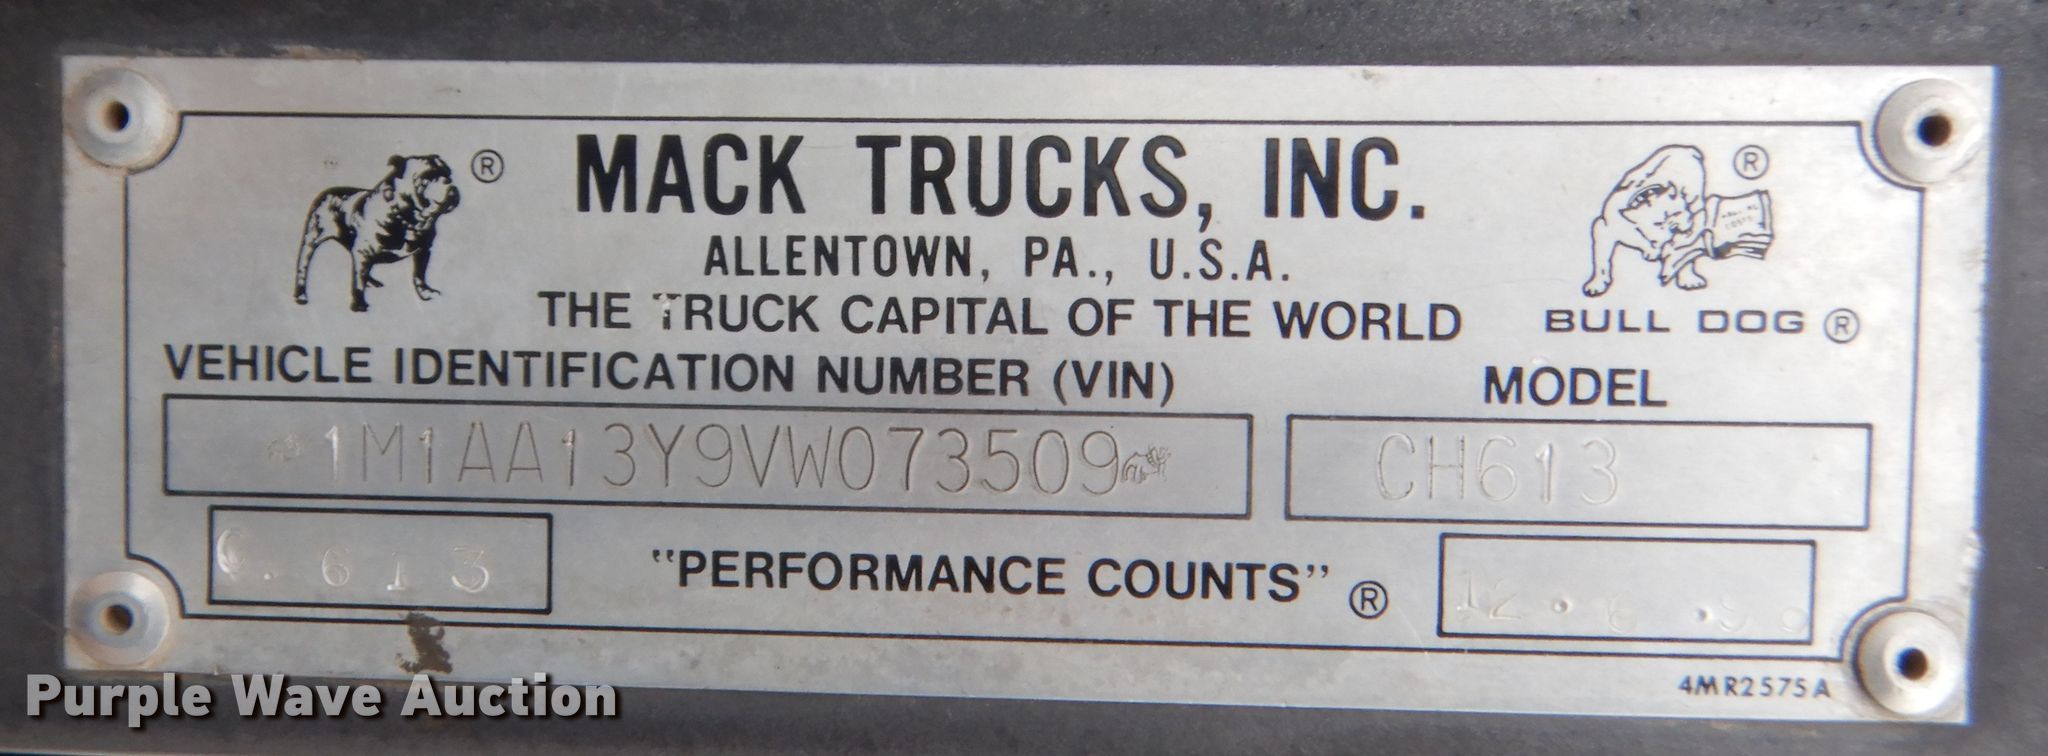 MACK TRUCKS, INC.
ALLENTOWN, PA., U.S.A.
THE TRUCK CAPITAL OF THE WORLD
®
®
BULL DOG ®
VEHICLE IDENTIFICATION NUMBER (VIN)
MODEL
1M1AA13Y9VW073509
CH613
613
"PERFORMANCE COUNTS" ®
4MR2575A
Purple Wave Auction